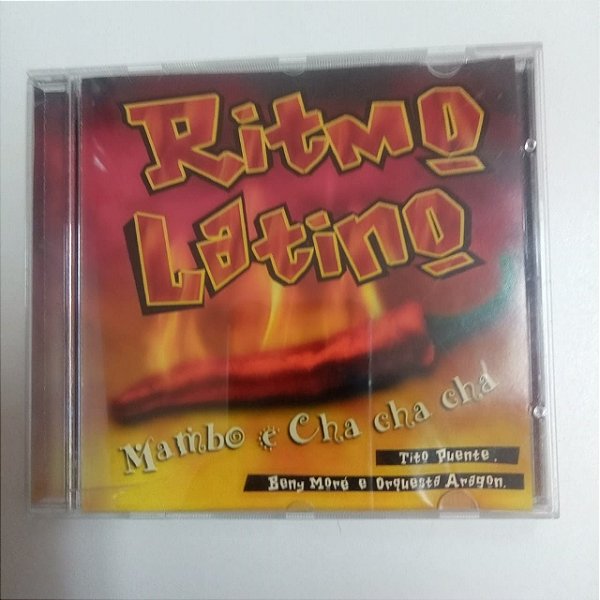 Ritmo
Latino
Mambo e Cha cha cha
Tito Puente,
Beny Moré e Orquesta Aragon.